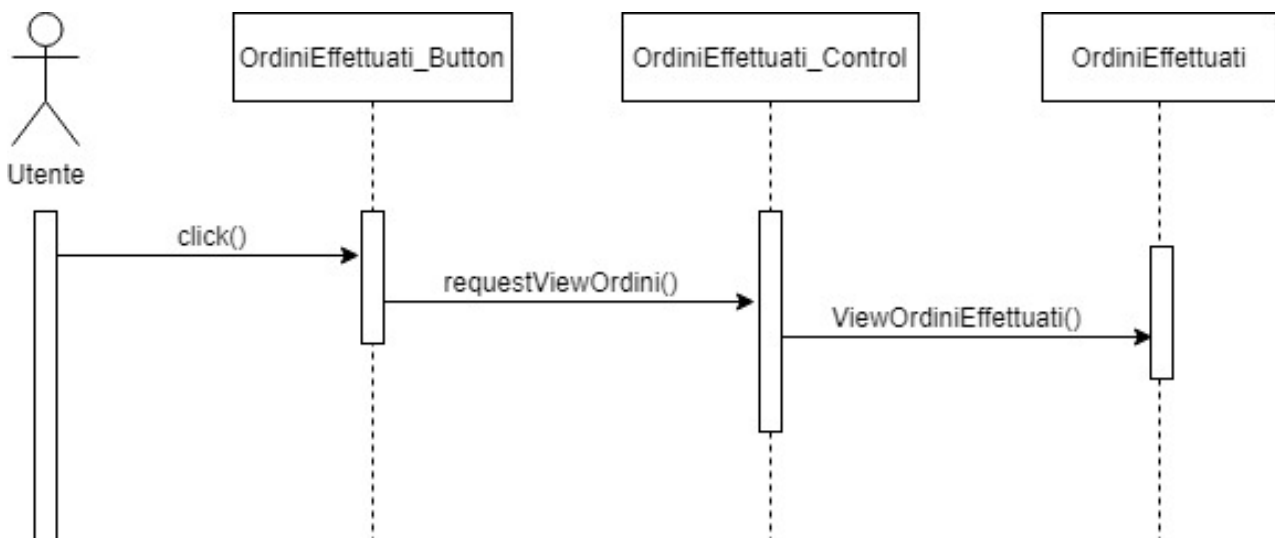 OrdiniEffettuati_Button
OrdiniEffettuati_Control
OrdiniEffettuati
Utente
click()
requestViewOrdini()
ViewOrdiniEffettuati()